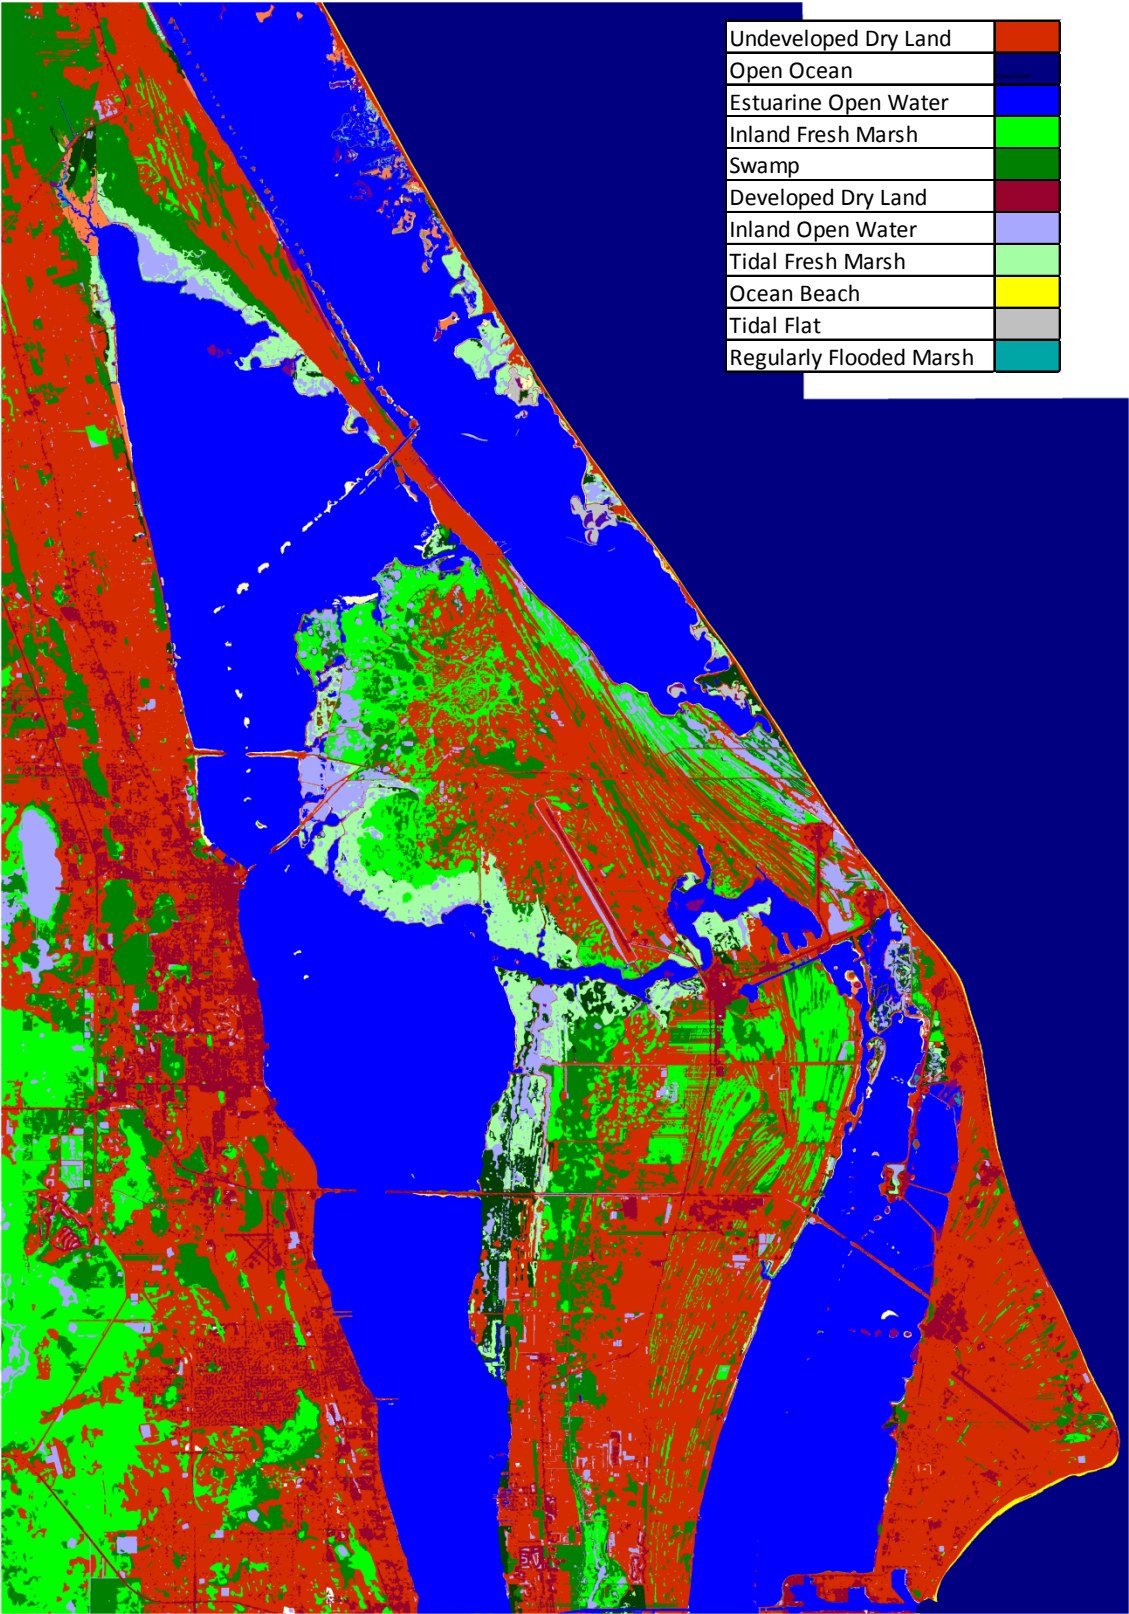 Undeveloped Dry Land
Open Ocean
Estuarine Open Water
Inland Fresh Marsh
Swamp
Developed Dry Land
Inland Open Water
Tidal Fresh Marsh
Ocean Beach
Tidal Flat
Regularly Flooded Marsh